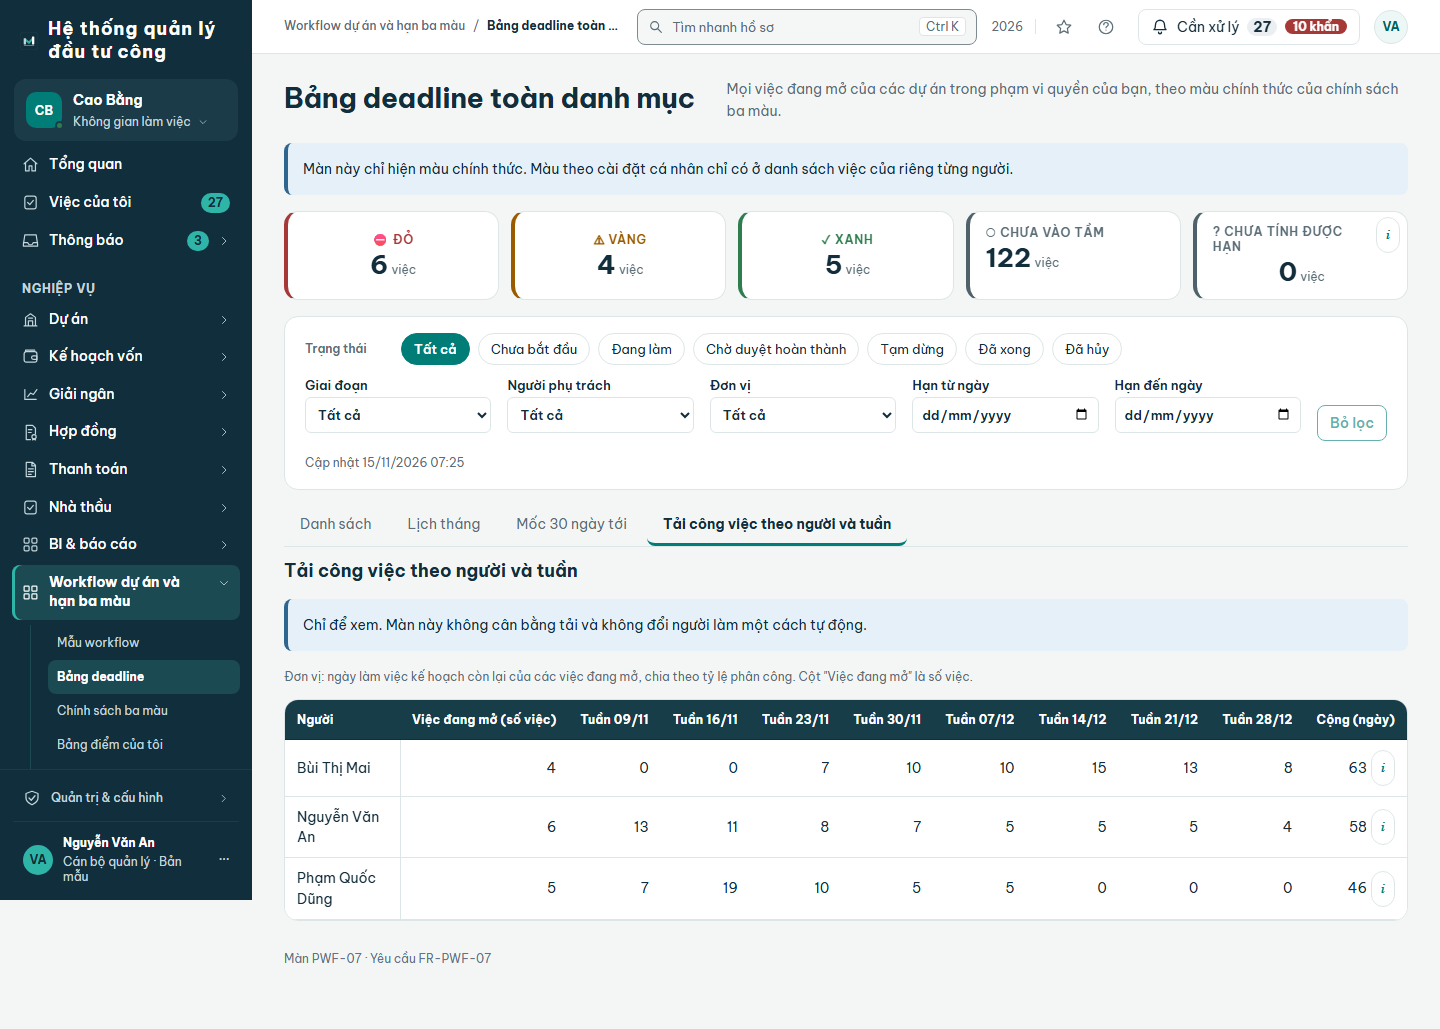 Hệ thống quản lý
đầu tư công
CB
Cao Bằng
Không gian làm việc
Tổng quan
Việc của tôi 27
Thông báo 3
NGHIỆP VỤ
Dự án
Kế hoạch vốn
Giải ngân
Hợp đồng
Thanh toán
Nhà thầu
BI & báo cáo
Workflow dự án và
hạn ba màu
Mẫu workflow
Bảng deadline
Chính sách ba màu
Bảng điểm của tôi
Quản trị & cấu hình
VA
Nguyễn Văn An
Cán bộ quản lý · Bản
mẫu
Workflow dự án và hạn ba màu / Bảng deadline toàn ...
Tìm nhanh hồ sơ Ctrl K
2026
Cần xử lý 27 10 khẩn
VA
Bảng deadline toàn danh mục
Mọi việc đang mở của các dự án trong phạm vi quyền của bạn, theo màu chính thức của chính sách
ba màu.
Màn này chỉ hiện màu chính thức. Màu theo cài đặt cá nhân chỉ có ở danh sách việc của riêng từng người.
⛔ ĐỎ
6 việc
⚠ VÀNG
4 việc
✓ XANH
5 việc
○ CHƯA VÀO TẦM
122 việc
? CHƯA TÍNH ĐƯỢC
HẠN
0 việc
i
Trạng thái Tất cả Chưa bắt đầu Đang làm Chờ duyệt hoàn thành Tạm dừng Đã xong Đã hủy
Giai đoạn Người phụ trách Đơn vị Hạn từ ngày Hạn đến ngày
Tất cả Tất cả Tất cả dd/mm/yyyy dd/mm/yyyy Bỏ lọc
Cập nhật 15/11/2026 07:25
Danh sách Lịch tháng Mốc 30 ngày tới Tải công việc theo người và tuần
Tải công việc theo người và tuần
Chỉ để xem. Màn này không cân bằng tải và không đổi người làm một cách tự động.
Đơn vị: ngày làm việc kế hoạch còn lại của các việc đang mở, chia theo tỷ lệ phân công. Cột "Việc đang mở" là số việc.
Người Việc đang mở (số việc) Tuần 09/11 Tuần 16/11 Tuần 23/11 Tuần 30/11 Tuần 07/12 Tuần 14/12 Tuần 21/12 Tuần 28/12 Cộng (ngày)
Bùi Thị Mai 4 0 0 7 10 10 15 13 8 63 i
Nguyễn Văn
An 6 13 11 8 7 5 5 5 4 58 i
Phạm Quốc
Dũng 5 7 19 10 5 5 0 0 0 46 i
Màn PWF-07 · Yêu cầu FR-PWF-07